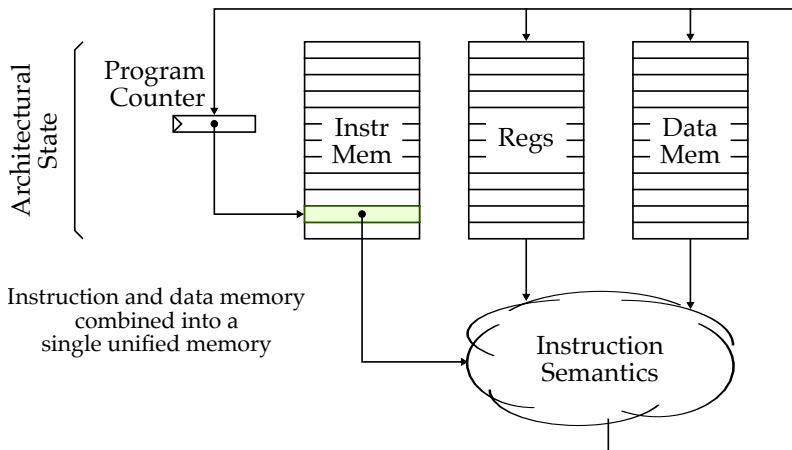 Architectural
State
Program
Counter
Instr
Mem
Regs
Data
Mem
Instruction and data memory
combined into a
single unified memory
Instruction
Semantics